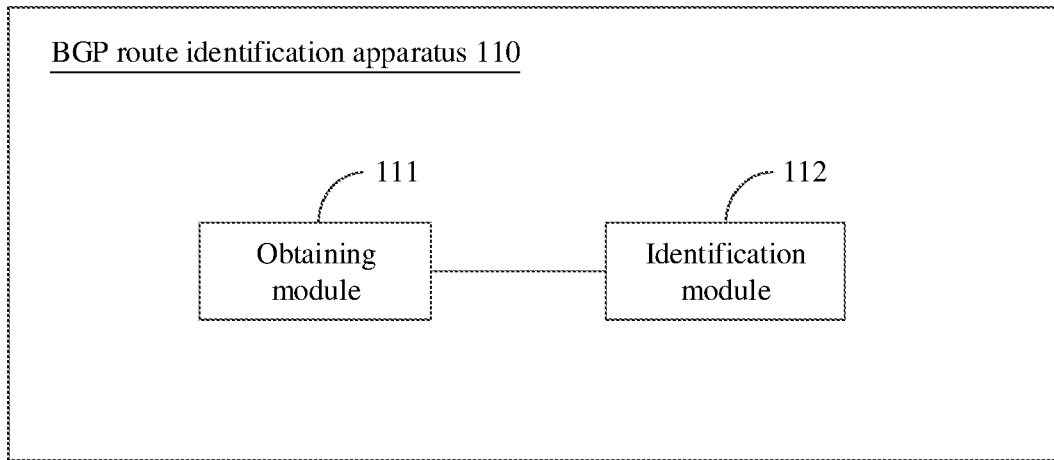 BGP route identification apparatus 110
111
112
Obtaining
module
Identification
module